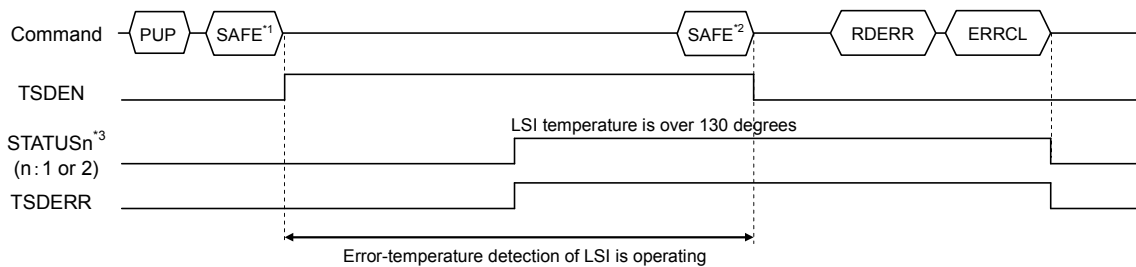 Command PUP SAFE*1 SAFE*2 RDERR ERRCL
TSDEN
LSI temperature is over 130 degrees
STATUSn*3
(n:1 or 2)
TSDERR
Error-temperature detection of LSI is operating